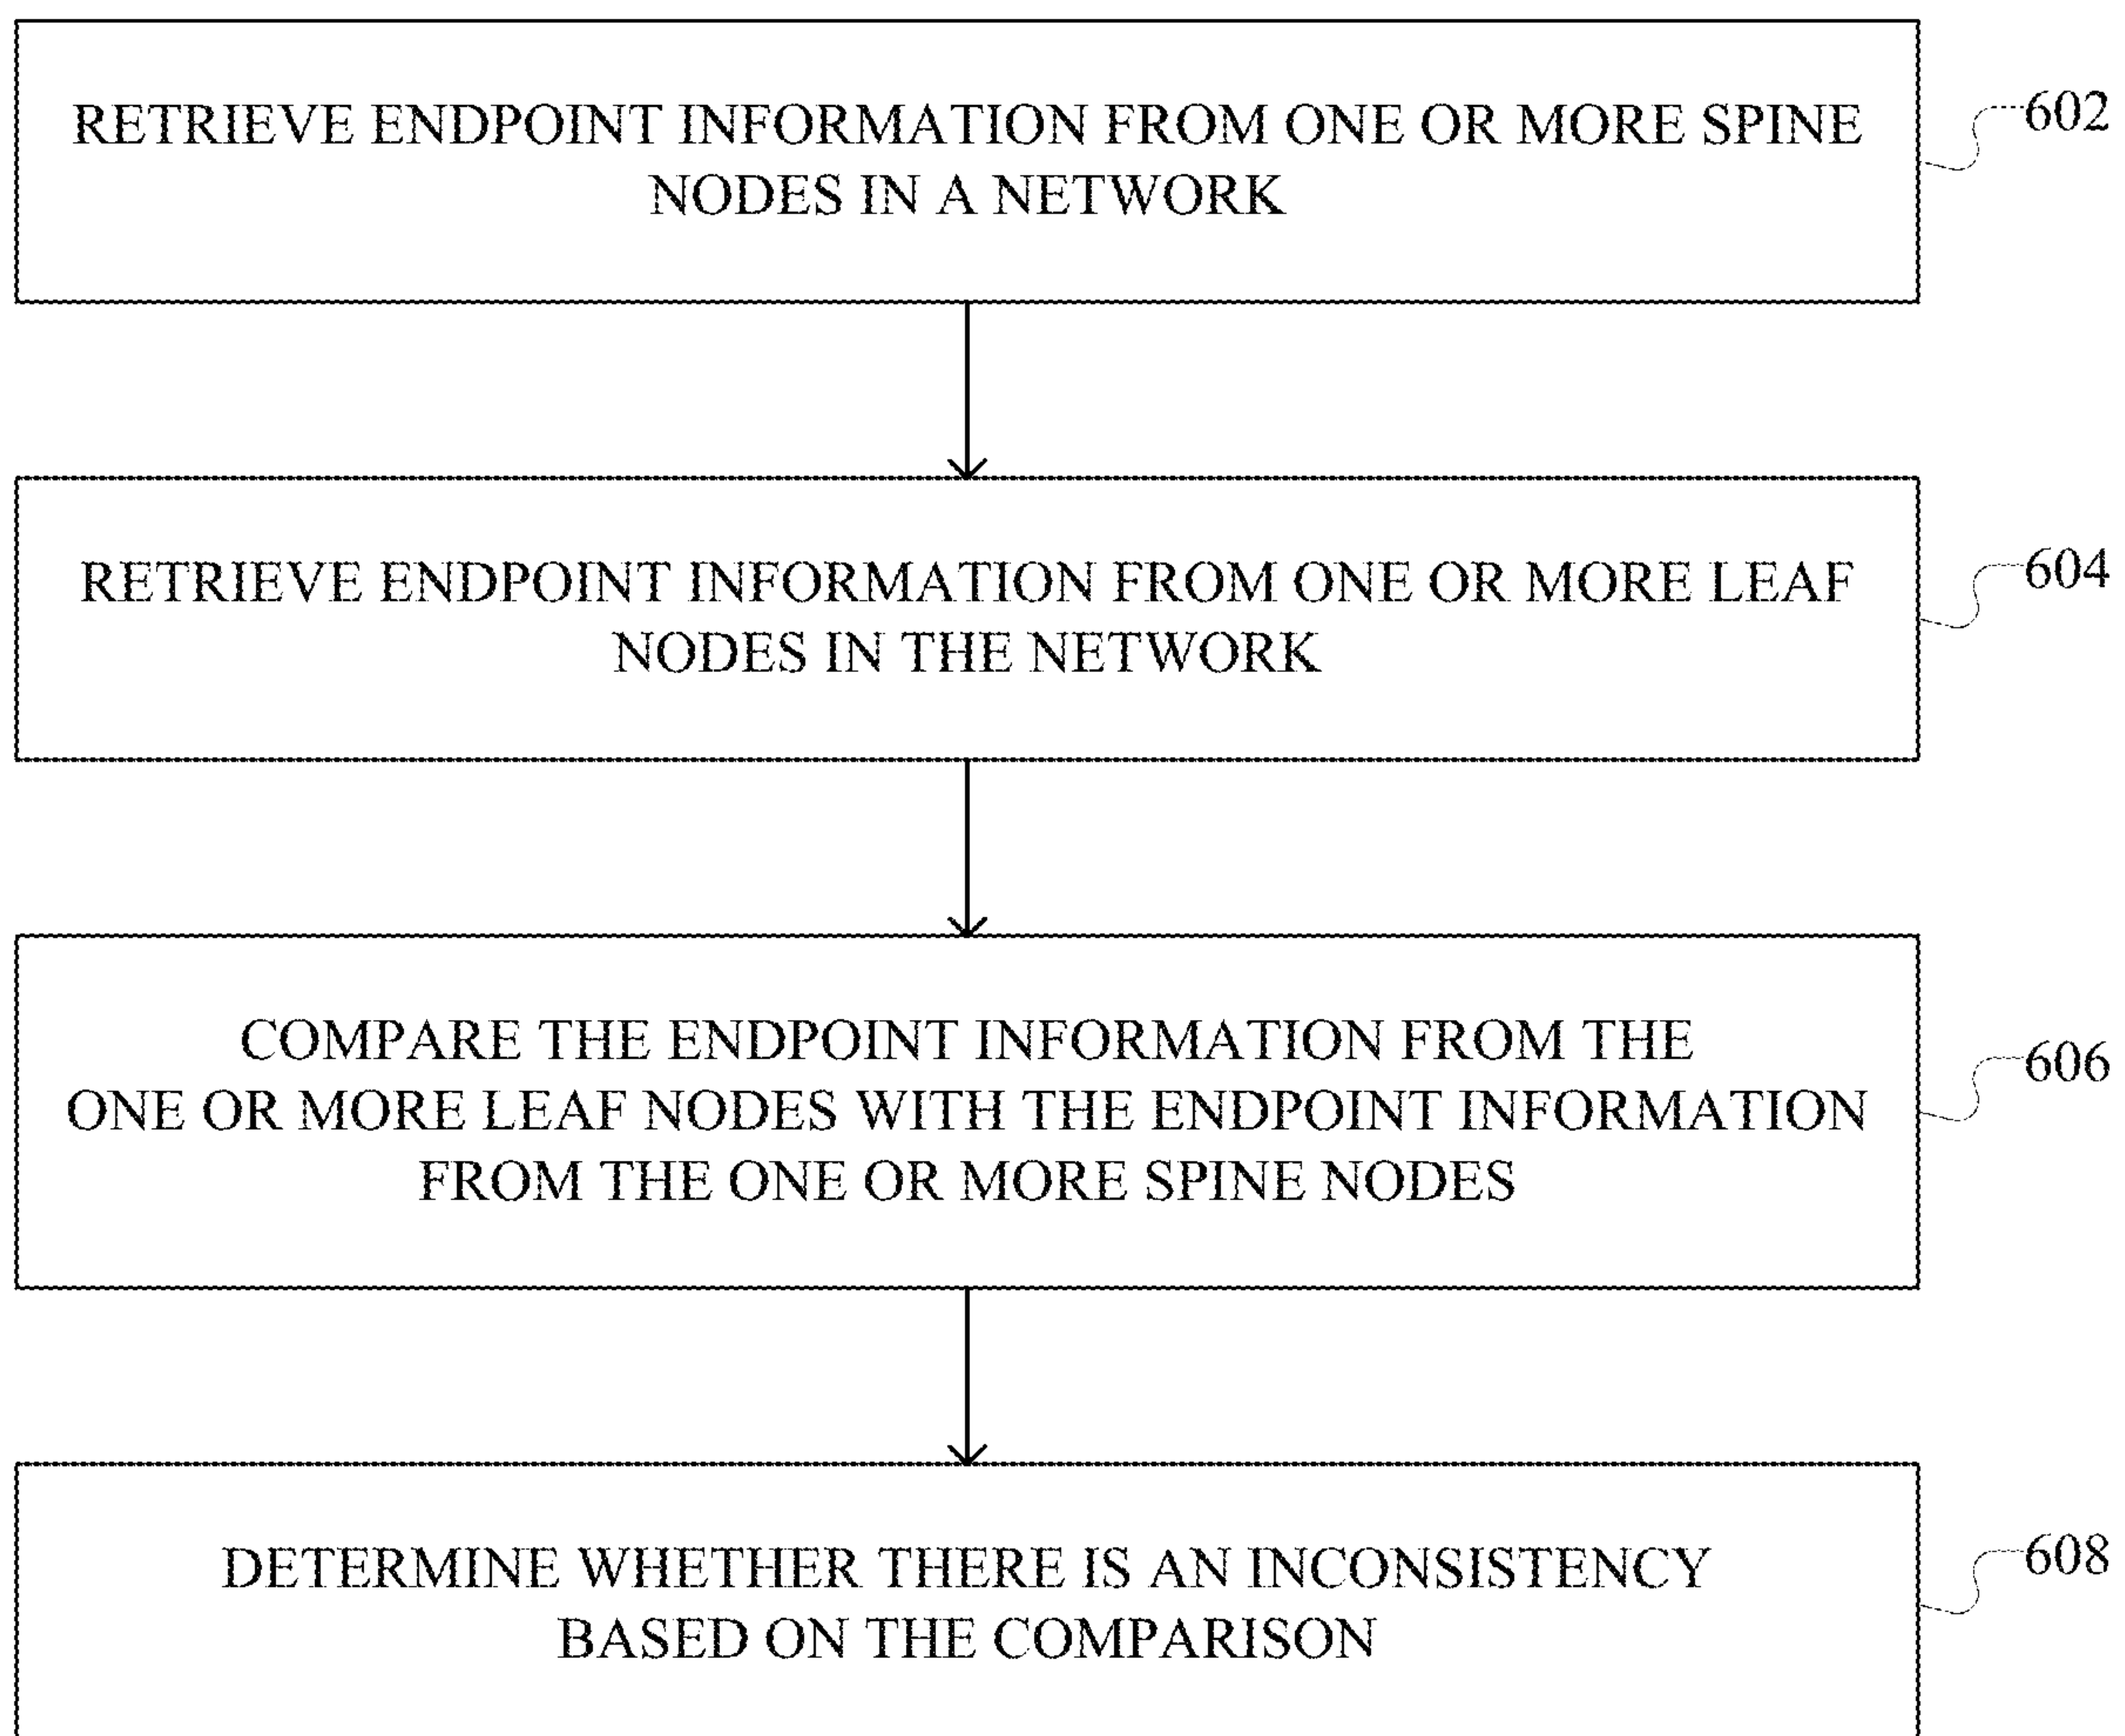 RETRIEVE ENDPOINT INFORMATION FROM ONE OR MORE SPINE
NODES IN A NETWORK
602
RETRIEVE ENDPOINT INFORMATION FROM ONE OR MORE LEAF
NODES IN THE NETWORK
604
COMPARE THE ENDPOINT INFORMATION FROM THE
ONE OR MORE LEAF NODES WITH THE ENDPOINT INFORMATION
FROM THE ONE OR MORE SPINE NODES
606
DETERMINE WHETHER THERE IS AN INCONSISTENCY
BASED ON THE COMPARISON
608